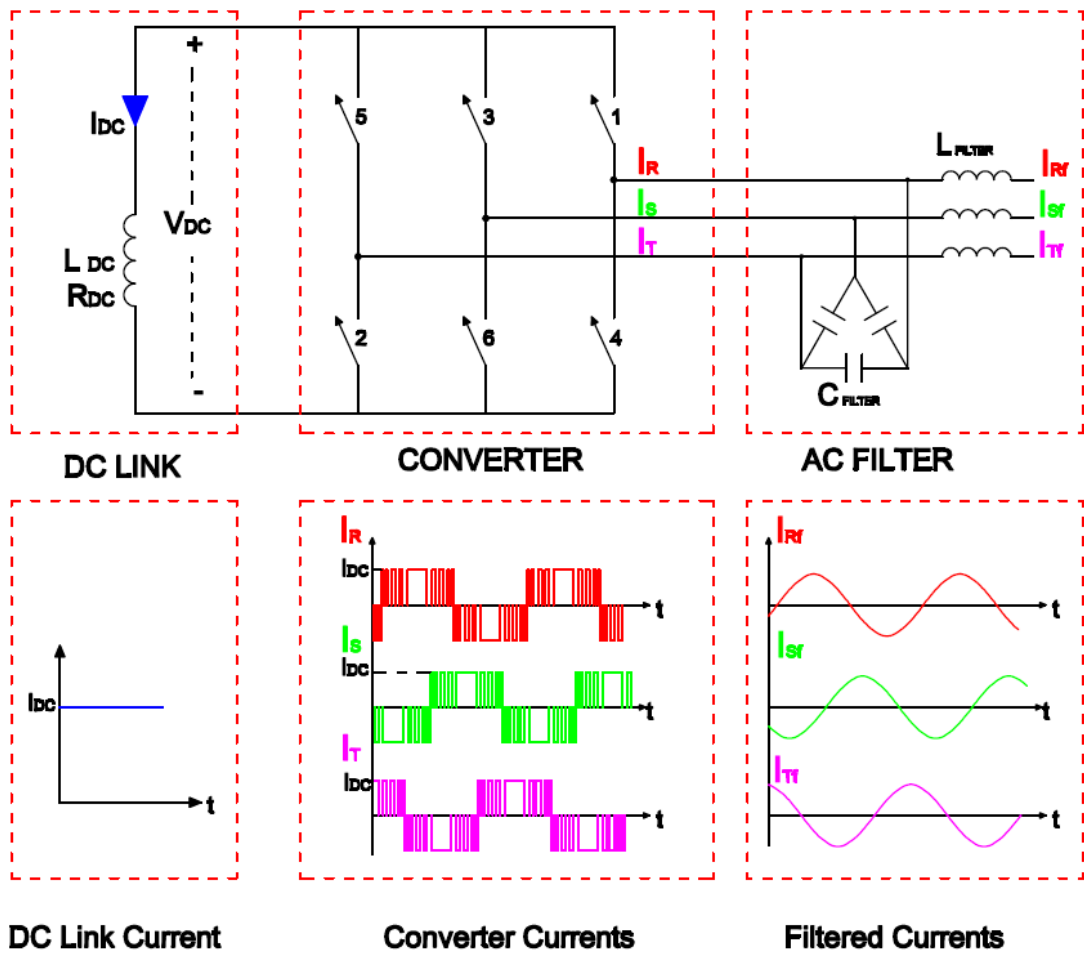 +
IDC
VDC
L DC
RDC
-
5
3
1
2
6
4
IR
IS
IT
L FILTER
IRf
ISf
ITf
C FILTER
DC LINK
CONVERTER
AC FILTER
IDC
t
IR
IDC
t
IS
IDC
t
IT
IDC
t
IRf
t
ISf
t
ITf
t
DC Link Current
Converter Currents
Filtered Currents